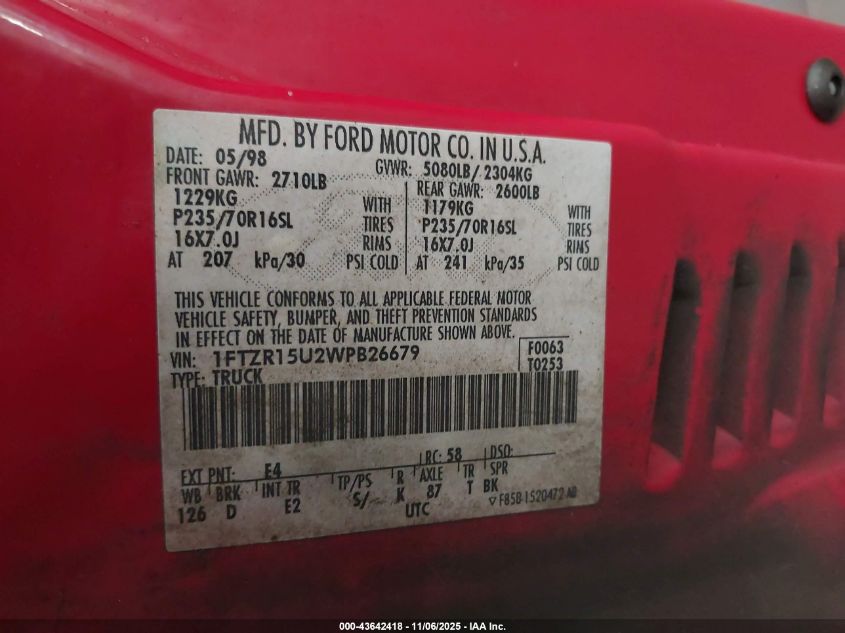 MFD. BY FORD MOTOR CO. IN U.S.A.
DATE: 05/98 GVWR: 5080LB/ 2304KG
FRONT GAWR: 2710LB REAR GAWR: 2600LB
1229KG WITH 1179KG WITH
P235/70R16SL TIRES P235/70R16SL TIRES
16X7.0J RIMS 16X7.0J RIMS
AT 207 kPa/30 PSI COLD AT 241 kPa/35 PSI COLD
THIS VEHICLE CONFORMS TO ALL APPLICABLE FEDERAL MOTOR
VEHICLE SAFETY, BUMPER, AND THEFT PREVENTION STANDARDS
IN EFFECT ON THE DATE OF MANUFACTURE SHOWN ABOVE.
VIN: 1FTZR15U2WPB26679 F0063
TYPE: TRUCK T0253
EXT PNT: E4 RC: 58 DSO:
WB BRK INT TR TP/PS R AXLE TR SPR
126 D E2 5/ K 87 T BK
UTC ▽ F85B-1520472-AB
000-43642418 - 11/06/2025 - IAA Inc.